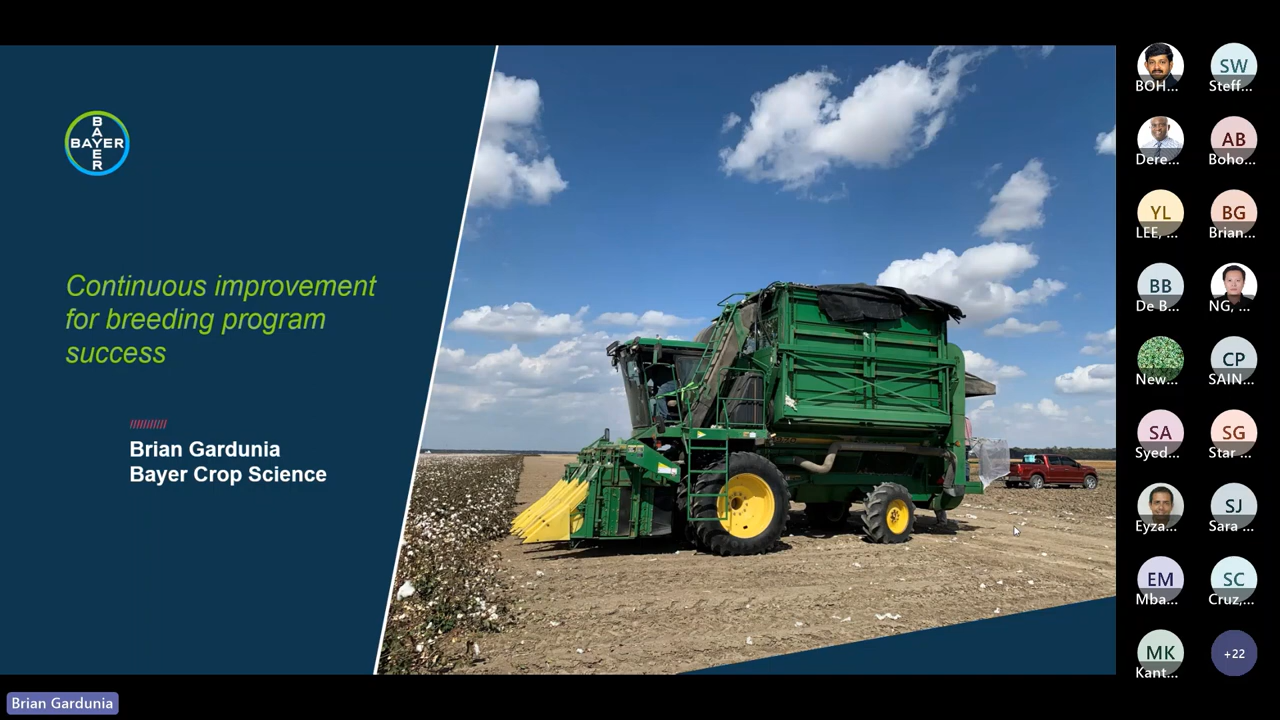 BAYER
BAYER
Continuous improvement
for breeding program
success
Brian Gardunia
Bayer Crop Science
BOH...
SW
Steff...
Dere...
AB
Boho...
YL
LEE, ...
BG
Brian...
BB
De B...
NG, ...
New...
CP
SAIN...
SA
Syed...
SG
Star ...
Eyza...
SJ
Sara ...
EM
Mba...
SC
Cruz,...
MK
Kant...
+22
Brian Gardunia